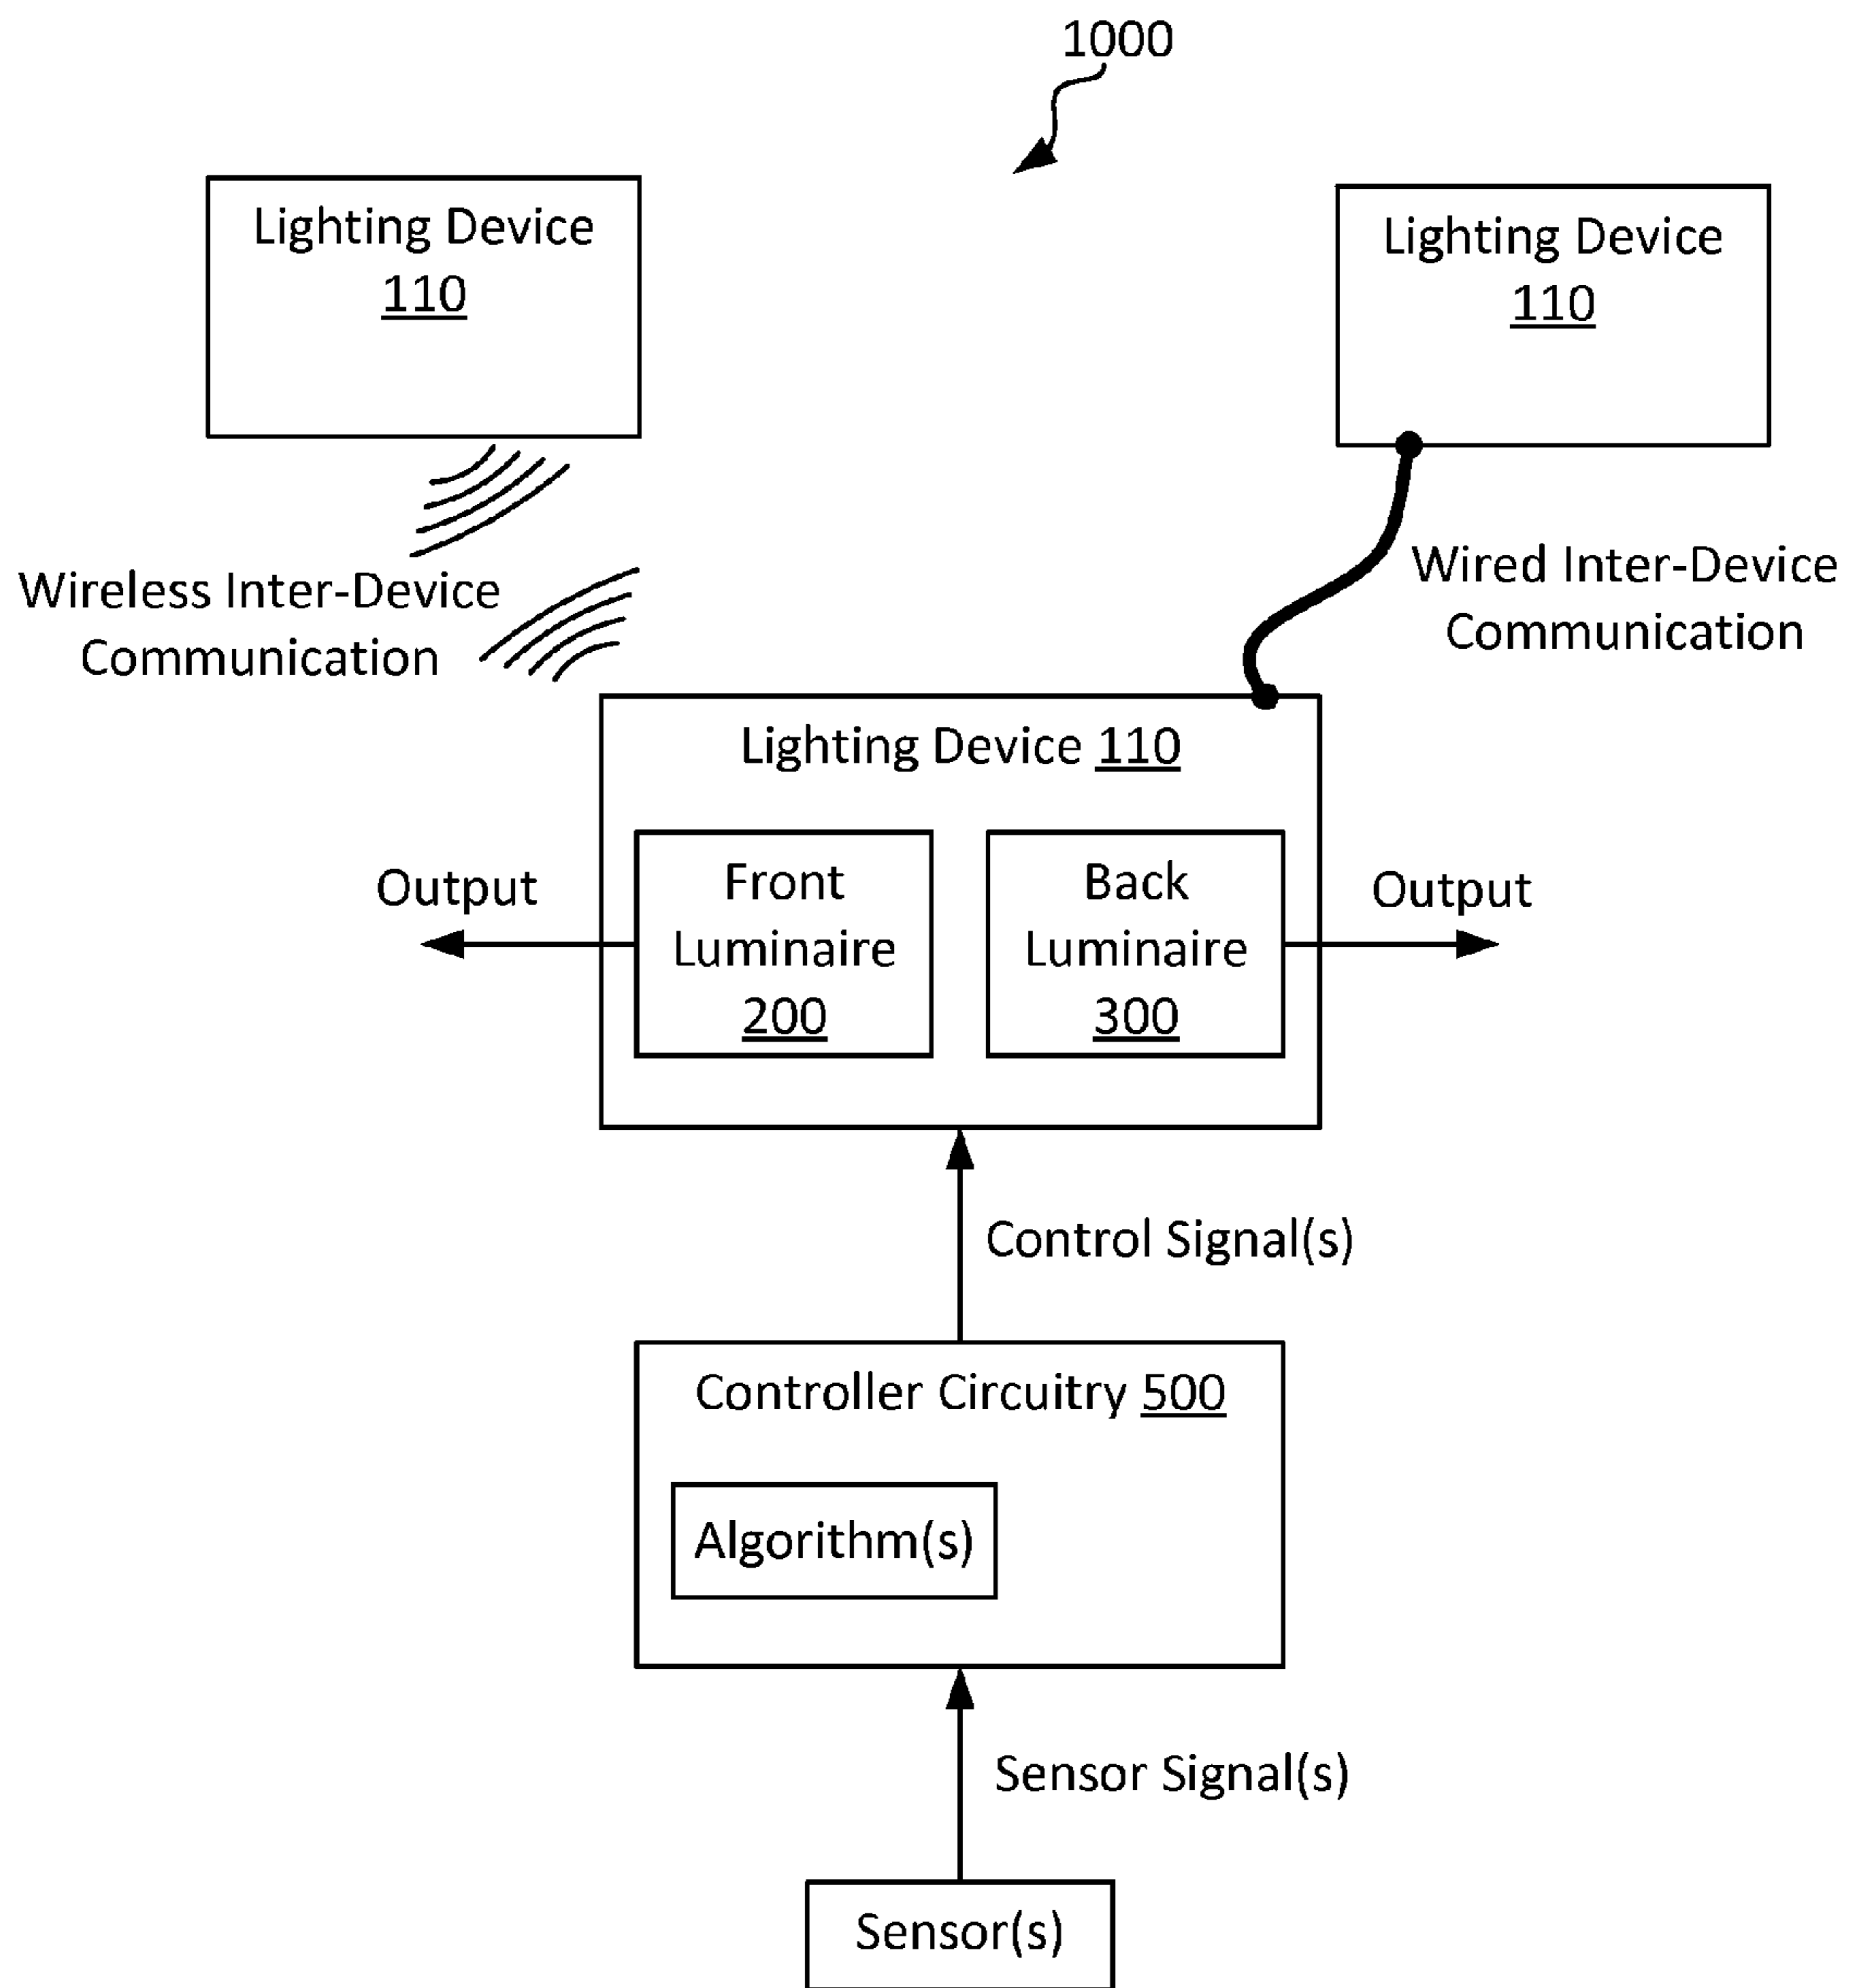 1000
Lighting Device
110
Lighting Device
110
Wireless Inter-Device
Communication
Wired Inter-Device
Communication
Lighting Device 110
Output
Front
Luminaire
200
Back
Luminaire
300
Output
Control Signal(s)
Controller Circuitry 500
Algorithm(s)
Sensor Signal(s)
Sensor(s)